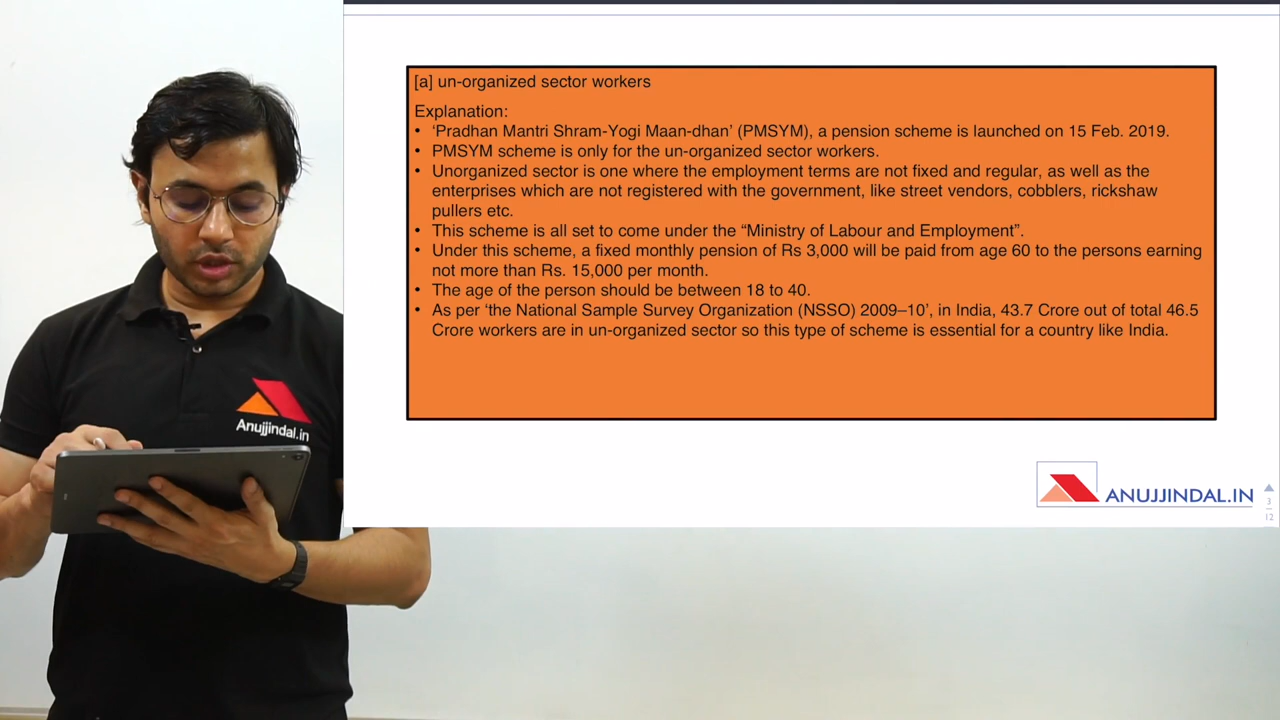 [a] un-organized sector workers
Explanation:
• ‘Pradhan Mantri Shram-Yogi Maan-dhan’ (PMSYM), a pension scheme is launched on 15 Feb. 2019.
• PMSYM scheme is only for the un-organized sector workers.
• Unorganized sector is one where the employment terms are not fixed and regular, as well as the
enterprises which are not registered with the government, like street vendors, cobblers, rickshaw
pullers etc.
• This scheme is all set to come under the “Ministry of Labour and Employment”.
• Under this scheme, a fixed monthly pension of Rs 3,000 will be paid from age 60 to the persons earning
not more than Rs. 15,000 per month.
• The age of the person should be between 18 to 40.
• As per ‘the National Sample Survey Organization (NSSO) 2009–10’, in India, 43.7 Crore out of total 46.5
Crore workers are in un-organized sector so this type of scheme is essential for a country like India.
Anujjindal.in
ANUJJINDAL.IN
3
12